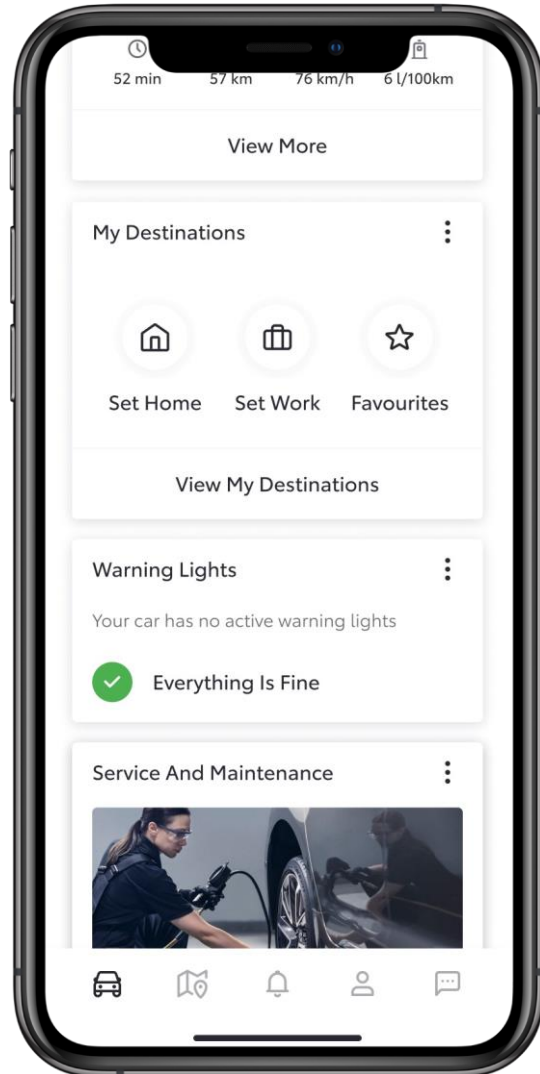 52 min 57 km 76 km/h 6 l/100km
View More
My Destinations
Set Home Set Work Favourites
View My Destinations
Warning Lights
Your car has no active warning lights
Everything Is Fine
Service And Maintenance